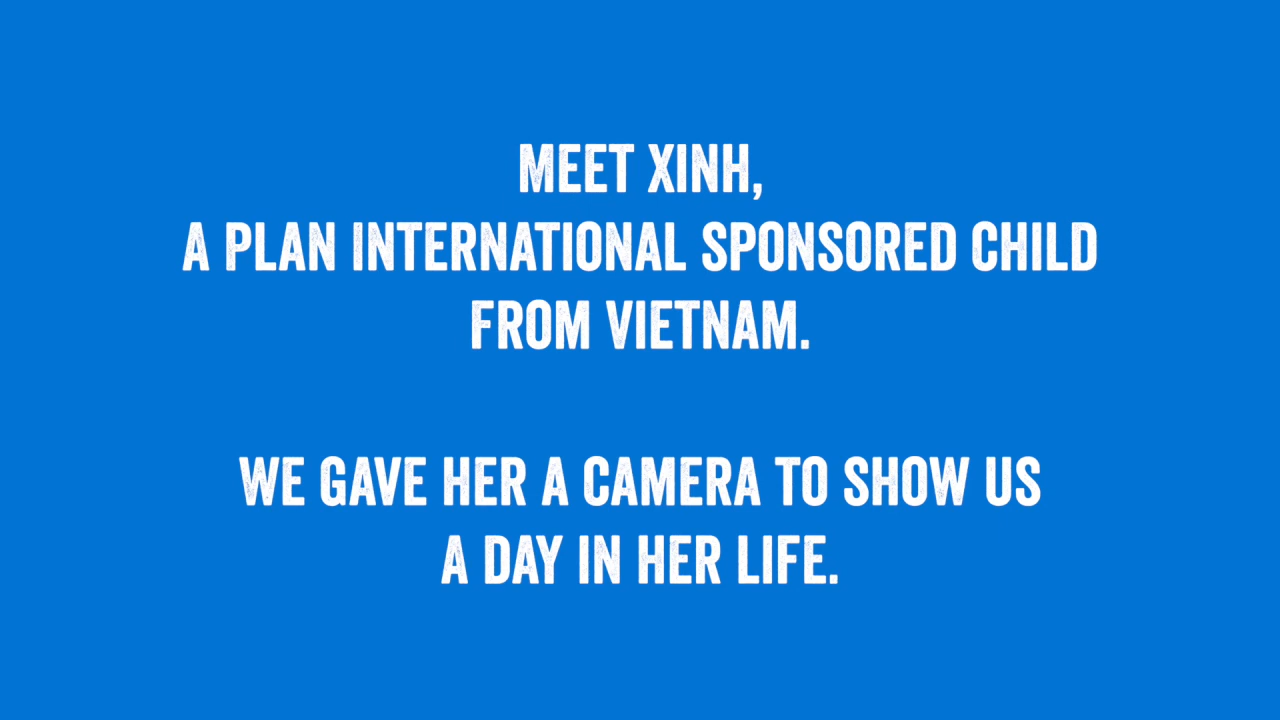 MEET XINH,
A PLAN INTERNATIONAL SPONSORED CHILD
FROM VIETNAM.
WE GAVE HER A CAMERA TO SHOW US
A DAY IN HER LIFE.